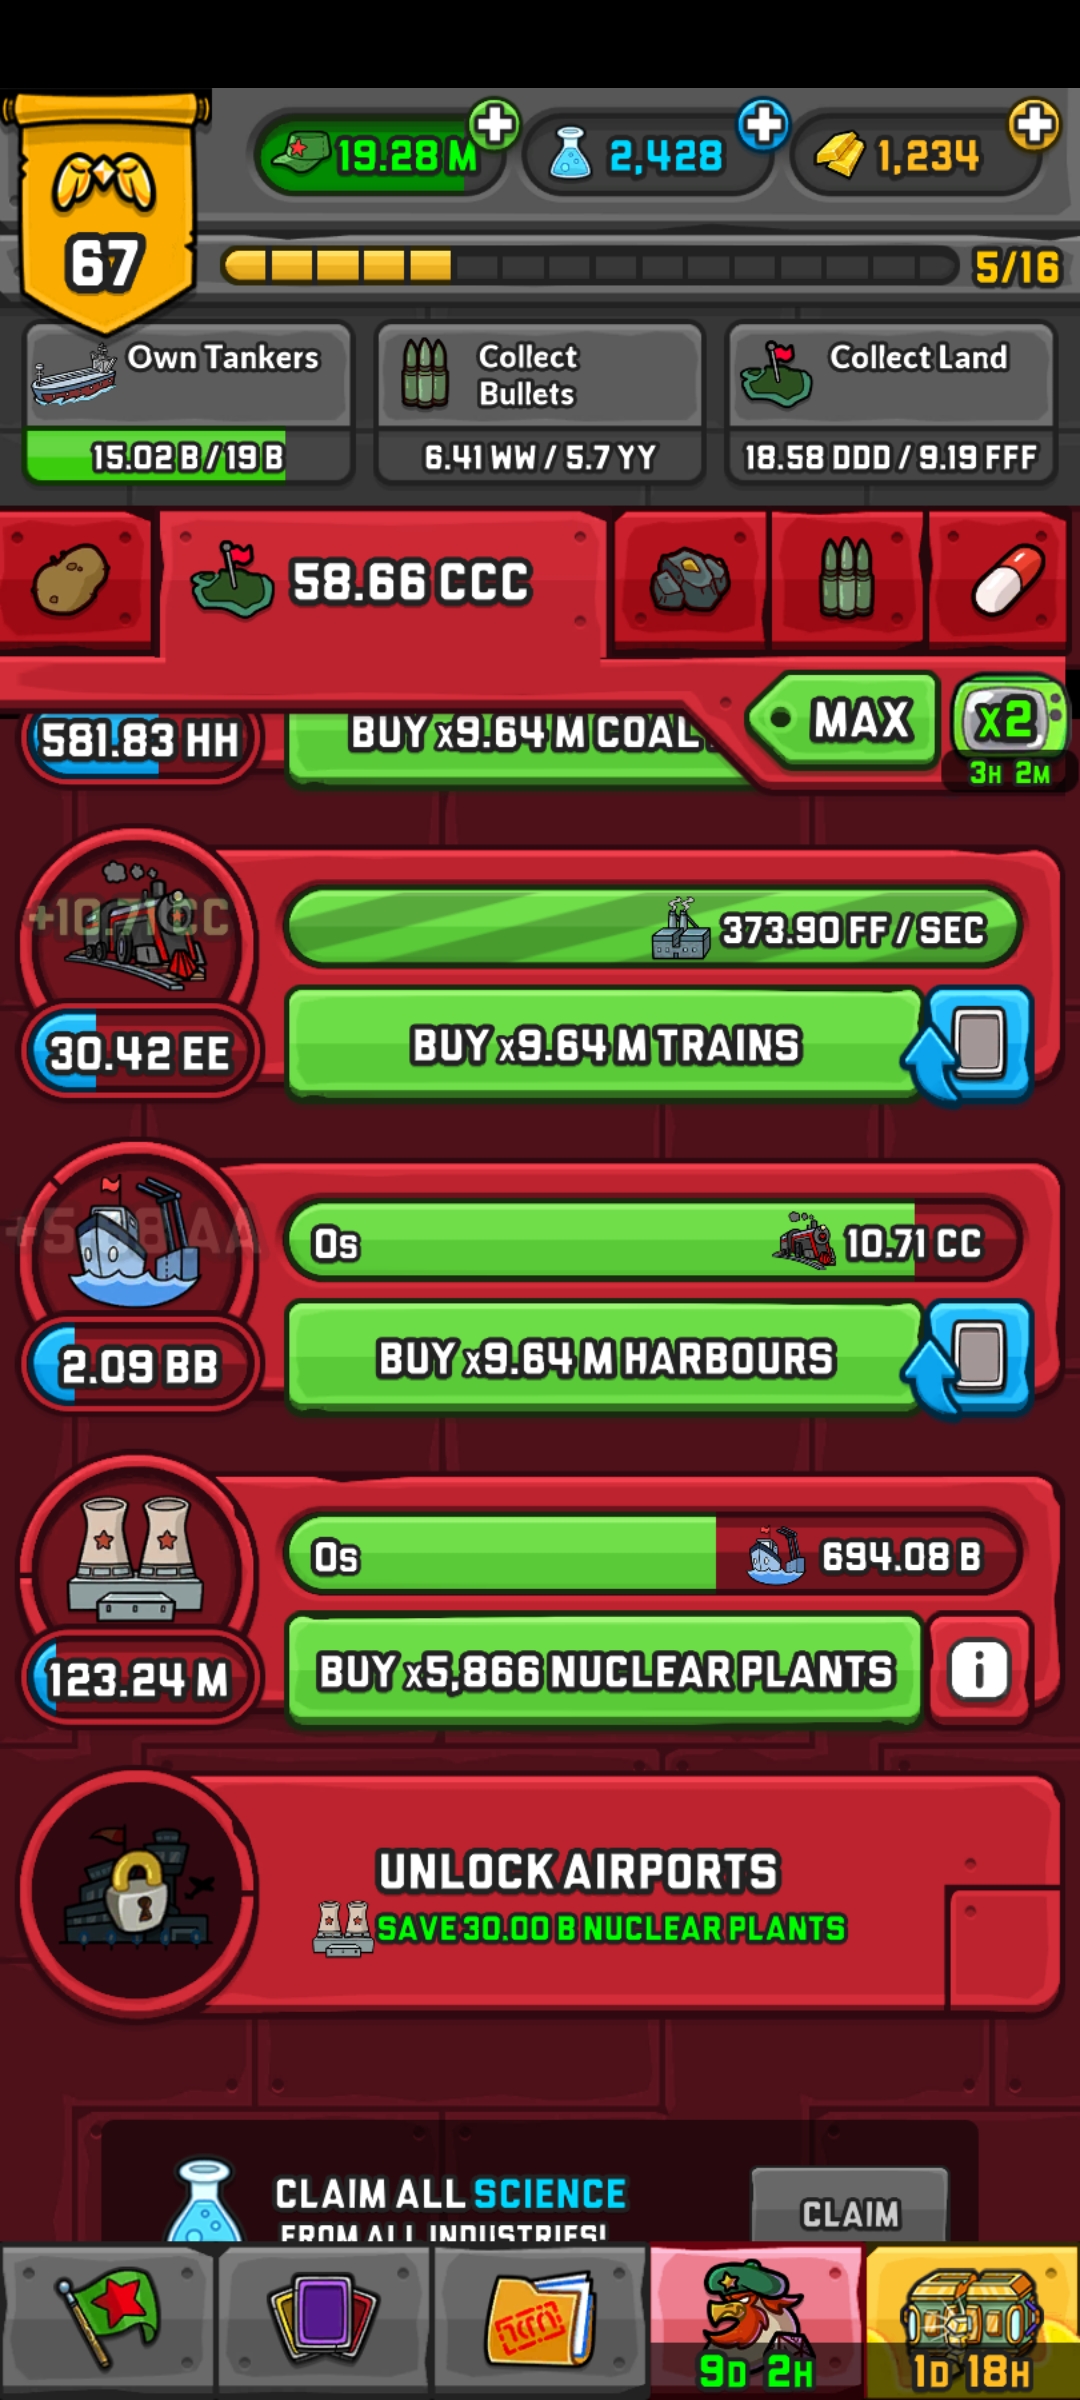 19.28 M
2,428
1,234
67
5/16
Own Tankers
15.02 B / 19 B
Collect
Bullets
6.41 WW / 5.7 YY
Collect Land
18.58 DDD / 9.19 FFF
58.66 CCC
MAX
x2
3H 2M
581.83 HH
BUY x9.64 M COAL
+10.71 CC
373.90 FF / SEC
30.42 EE
BUY x9.64 M TRAINS
0s
10.71 CC
2.09 BB
BUY x9.64 M HARBOURS
0s
694.08 B
123.24 M
BUY x5,866 NUCLEAR PLANTS
i
UNLOCK AIRPORTS
SAVE 30.00 B NUCLEAR PLANTS
CLAIM ALL SCIENCE
FROM ALL INDUSTRIES!
CLAIM
9D 2H
1D 18H